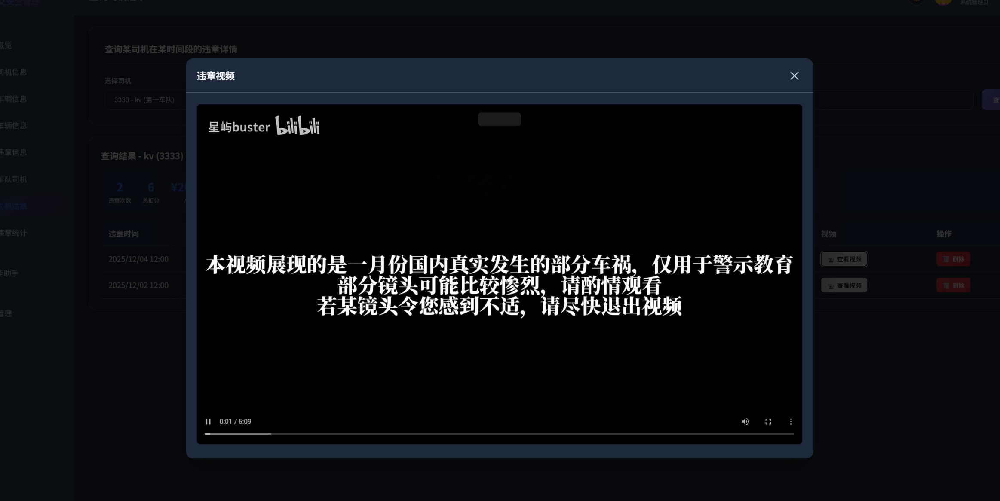 交安全管理
系统管理员
概览
司机信息
车辆信息
车辆信息
违章信息
车队司机
司机违章
违章统计
能助手
管理
查询某司机在某时间段的违章详情
选择司机
3333 - kv (第一车队)
查
查询结果 - kv (3333)
2
违章次数
6
总扣分
¥20
违章时间
视频
操作
2025/12/04 12:00
查看视频
删除
2025/12/02 12:00
查看视频
删除
违章视频
星屿buster bilibili
本视频展现的是一月份国内真实发生的部分车祸，仅用于警示教育
部分镜头可能比较惨烈，请酌情观看
若某镜头令您感到不适，请尽快退出视频
0:01 / 5:09